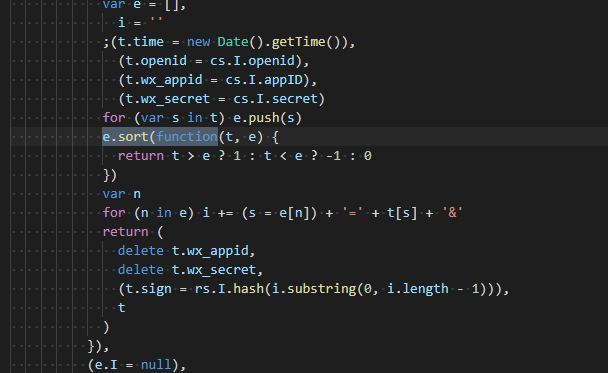 var e = [],
i = ''
;(t.time = new Date().getTime()),
(t.openid = cs.I.openid),
(t.wx_appid = cs.I.appID),
(t.wx_secret = cs.I.secret)
for (var s in t) e.push(s)
e.sort(function(t, e) {
return t > e ? 1 : t < e ? -1 : 0
})
var n
for (n in e) i += (s = e[n]) + '=' + t[s] + '&'
return (
delete t.wx_appid,
delete t.wx_secret,
(t.sign = rs.I.hash(i.substring(0, i.length - 1))),
t
)
}),
(e.I = null),